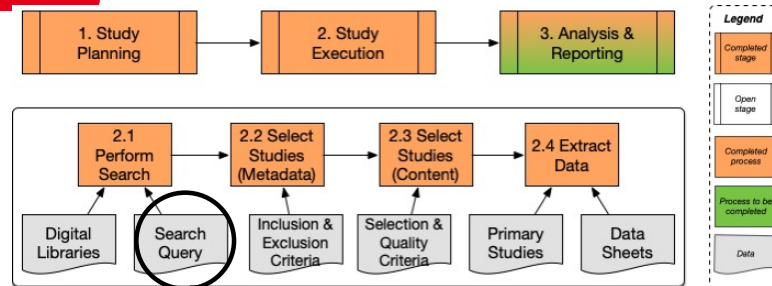 1. Study
Planning
2. Study
Execution
3. Analysis &
Reporting
2.1
Perform
Search
2.2 Select
Studies
(Metadata)
2.3 Select
Studies
(Content)
2.4 Extract
Data
Digital
Libraries
Search
Query
Inclusion &
Exclusion
Criteria
Selection &
Quality
Criteria
Primary
Studies
Data
Sheets
Legend
Completed
stage
Open
stage
Completed
process
Process to be
completed
Data